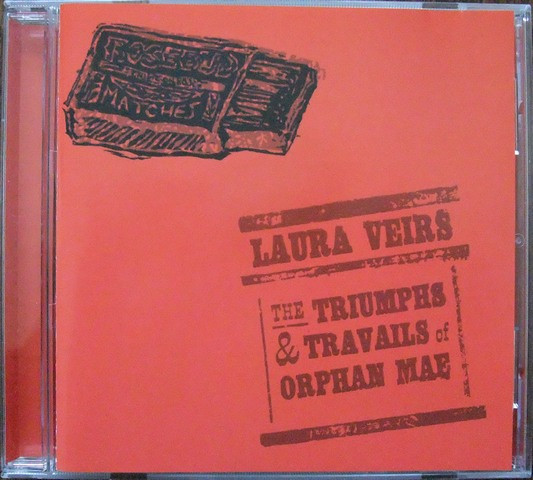 ROSEBUD
MATCHES
LAURA VEIRS
THE TRIUMPHS
& TRAVAILS of
ORPHAN MAE